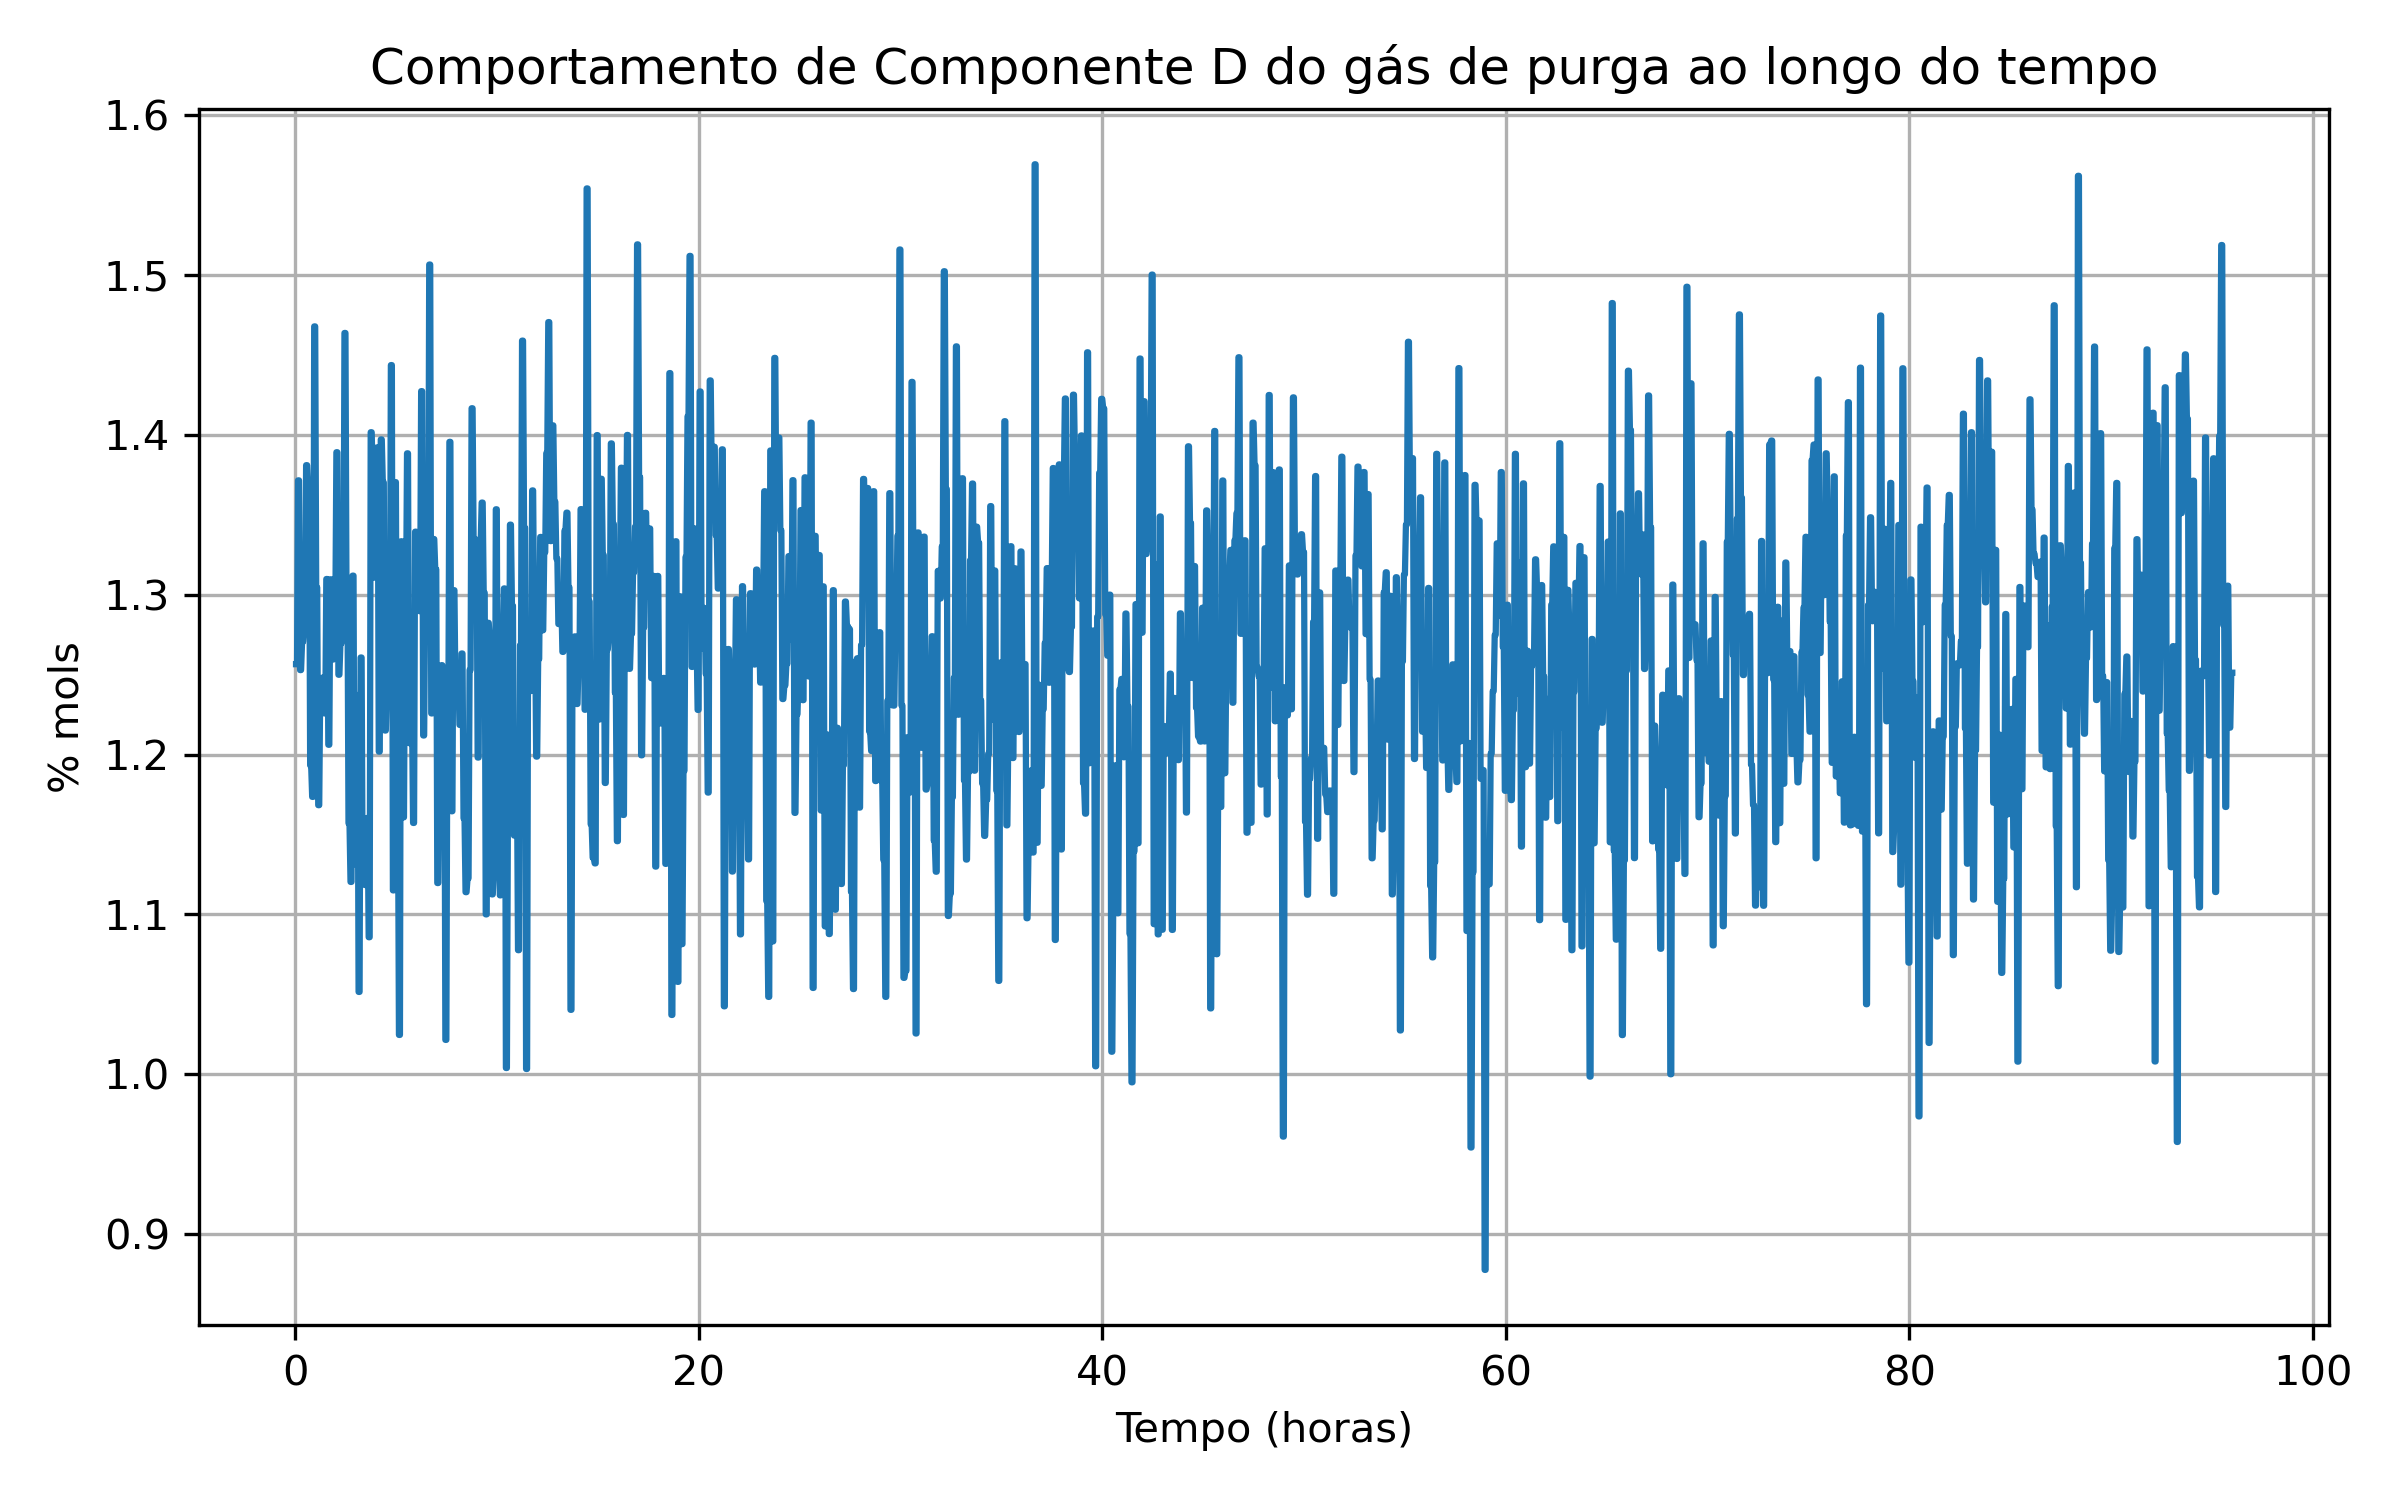 Comportamento de Componente D do gás de purga ao longo do tempo
1.6
1.5
1.4
1.3
1.2
1.1
1.0
0.9
% mols
0 20 40 60 80 100
Tempo (horas)